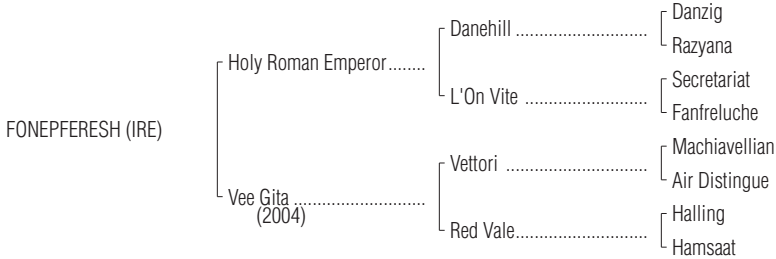 Danzig
Danehill ..............................
Razyana
Holy Roman Emperor........
Secretariat
L'On Vite ............................
Fanfreluche
FONEPFERESH (IRE)
Machiavellian
Vettori ................................
Air Distingue
Vee Gita .............................
(2004)
Halling
Red Vale..............................
Hamsaat